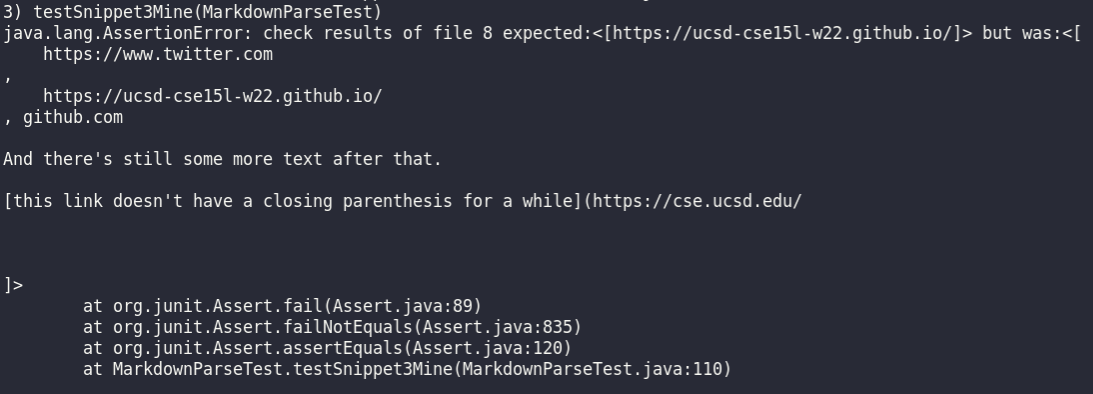 3) testSnippet3Mine(MarkdownParseTest)
java.lang.AssertionError: check results of file 8 expected:<[https://ucsd-cse15l-w22.github.io/]> but was:<[
    https://www.twitter.com
,
    https://ucsd-cse15l-w22.github.io/
, github.com

And there's still some more text after that.

[this link doesn't have a closing parenthesis for a while](https://cse.ucsd.edu/



]>
        at org.junit.Assert.fail(Assert.java:89)
        at org.junit.Assert.failNotEquals(Assert.java:835)
        at org.junit.Assert.assertEquals(Assert.java:120)
        at MarkdownParseTest.testSnippet3Mine(MarkdownParseTest.java:110)